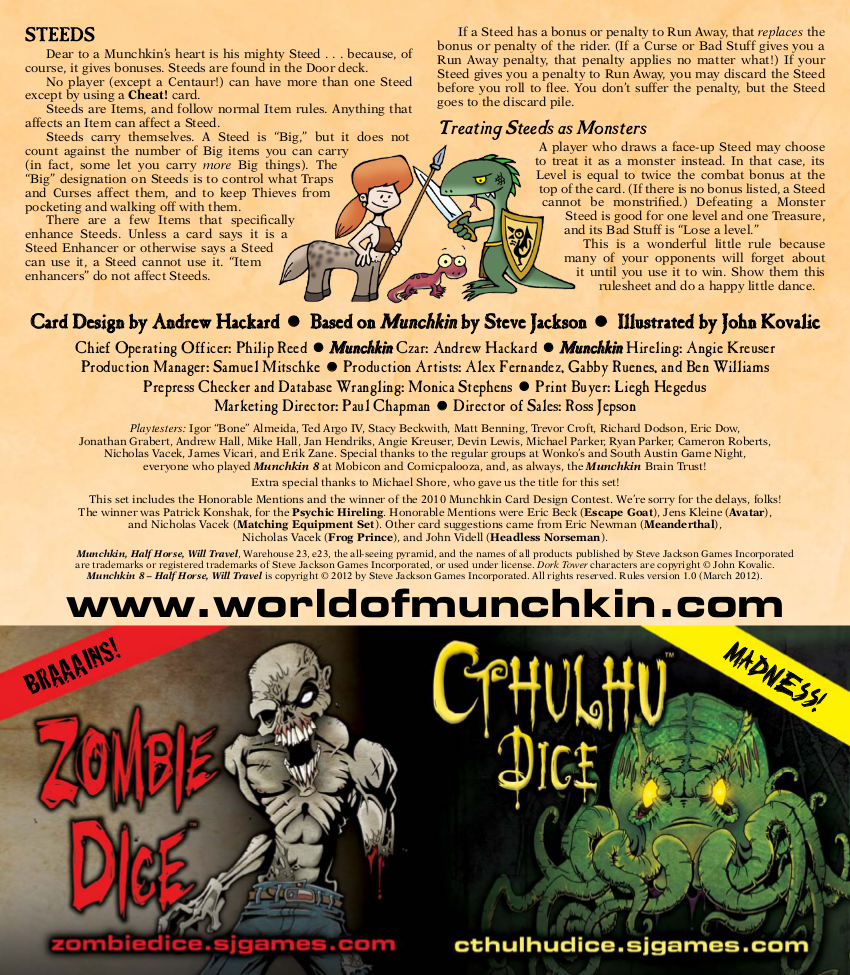 STEEDS
Dear to a Munchkin's heart is his mighty Steed . . . because, of
course, it gives bonuses. Steeds are found in the Door deck.
No player (except a Centaur!) can have more than one Steed
except by using a Cheat! card.
Steeds are Items, and follow normal Item rules. Anything that
affects an Item can affect a Steed.
Steeds carry themselves. A Steed is “Big,” but it does not
count against the number of Big items you can carry
(in fact, some let you carry more Big things). The
“Big” designation on Steeds is to control what Traps
and Curses affect them, and to keep Thieves from
pocketing and walking off with them.
There are a few Items that specifically
enhance Steeds. Unless a card says it is a
Steed Enhancer or otherwise says a Steed
can use it, a Steed cannot use it. “Item
enhancers” do not affect Steeds.
If a Steed has a bonus or penalty to Run Away, that replaces the
bonus or penalty of the rider. (If a Curse or Bad Stuff gives you a
Run Away penalty, that penalty applies no matter what!) If your
Steed gives you a penalty to Run Away, you may discard the Steed
before you roll to flee. You don't suffer the penalty, but the Steed
goes to the discard pile.
Treating Steeds as Monsters
A player who draws a face-up Steed may choose
to treat it as a monster instead. In that case, its
Level is equal to twice the combat bonus at the
top of the card. (If there is no bonus listed, a Steed
cannot be monstrified.) Defeating a Monster
Steed is good for one level and one Treasure,
and its Bad Stuff is “Lose a level.”
This is a wonderful little rule because
many of your opponents will forget about
it until you use it to win. Show them this
rulesheet and do a happy little dance.
Card Design by Andrew Hackard ● Based on Munchkin by Steve Jackson ● Illustrated by John Kovalic
Chief Operating Officer: Philip Reed ● Munchkin Czar: Andrew Hackard ● Munchkin Hireling: Angie Kreuser
Production Manager: Samuel Mitschke ● Production Artists: Alex Fernandez, Gabby Ruenes, and Ben Williams
Prepress Checker and Database Wrangling: Monica Stephens ● Print Buyer: Liegh Hegedus
Marketing Director: Paul Chapman ● Director of Sales: Ross Jepson
Playtesters: Igor “Bone” Almeida, Ted Argo IV, Stacy Beckwith, Matt Benning, Trevor Croft, Richard Dodson, Eric Dow,
Jonathan Grabert, Andrew Hall, Mike Hall, Jan Hendriks, Angie Kreuser, Devin Lewis, Michael Parker, Ryan Parker, Cameron Roberts,
Nicholas Vacek, James Vicari, and Erik Zane. Special thanks to the regular groups at Wonko's and South Austin Game Night,
everyone who played Munchkin 8 at Mobicon and Comicpalooza, and, as always, the Munchkin Brain Trust!
Extra special thanks to Michael Shore, who gave us the title for this set!
This set includes the Honorable Mentions and the winner of the 2010 Munchkin Card Design Contest. We're sorry for the delays, folks!
The winner was Patrick Konshak, for the Psychic Hireling. Honorable Mentions were Eric Beck (Escape Goat), Jens Kleine (Avatar),
and Nicholas Vacek (Matching Equipment Set). Other card suggestions came from Eric Newman (Meanderthal),
Nicholas Vacek (Frog Prince), and John Videll (Headless Norseman).
Munchkin, Half Horse, Will Travel, Warehouse 23, e23, the all-seeing pyramid, and the names of all products published by Steve Jackson Games Incorporated
are trademarks or registered trademarks of Steve Jackson Games Incorporated, or used under license. Dork Tower characters are copyright © John Kovalic.
Munchkin 8 – Half Horse, Will Travel is copyright © 2012 by Steve Jackson Games Incorporated. All rights reserved. Rules version 1.0 (March 2012).
www.worldofmunchkin.com
BRAAAINS!
ZOMBIE
DICE™
zombiedice.sjgames.com
MADNESS!
CTHULHU™
DICE
cthulhudice.sjgames.com